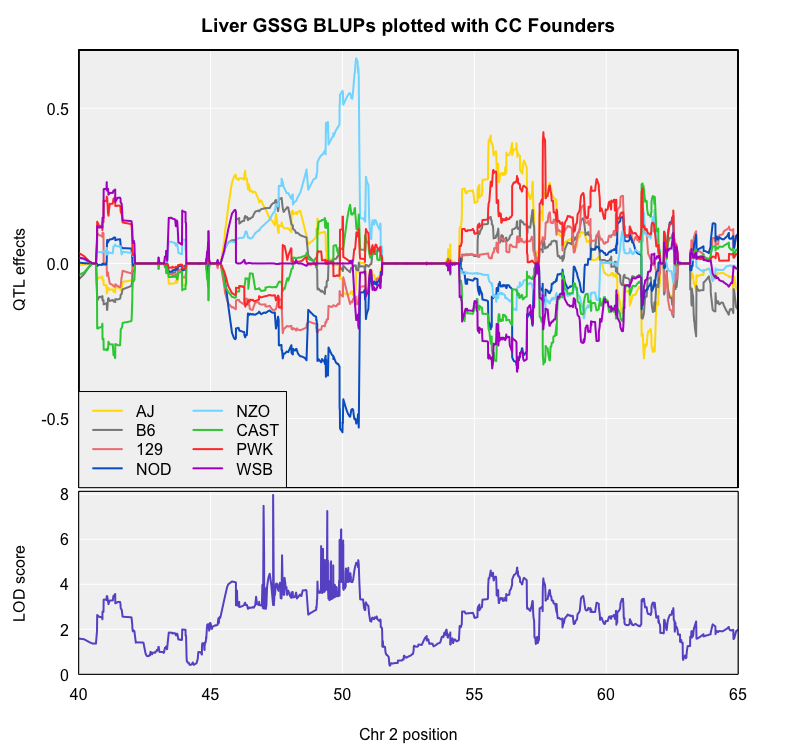 Liver GSSG BLUPs plotted with CC Founders
QTL effects
0.5
0.0
-0.5
AJ
B6
129
NOD
NZO
CAST
PWK
WSB
LOD score
8
6
4
2
0
40 45 50 55 60 65
Chr 2 position